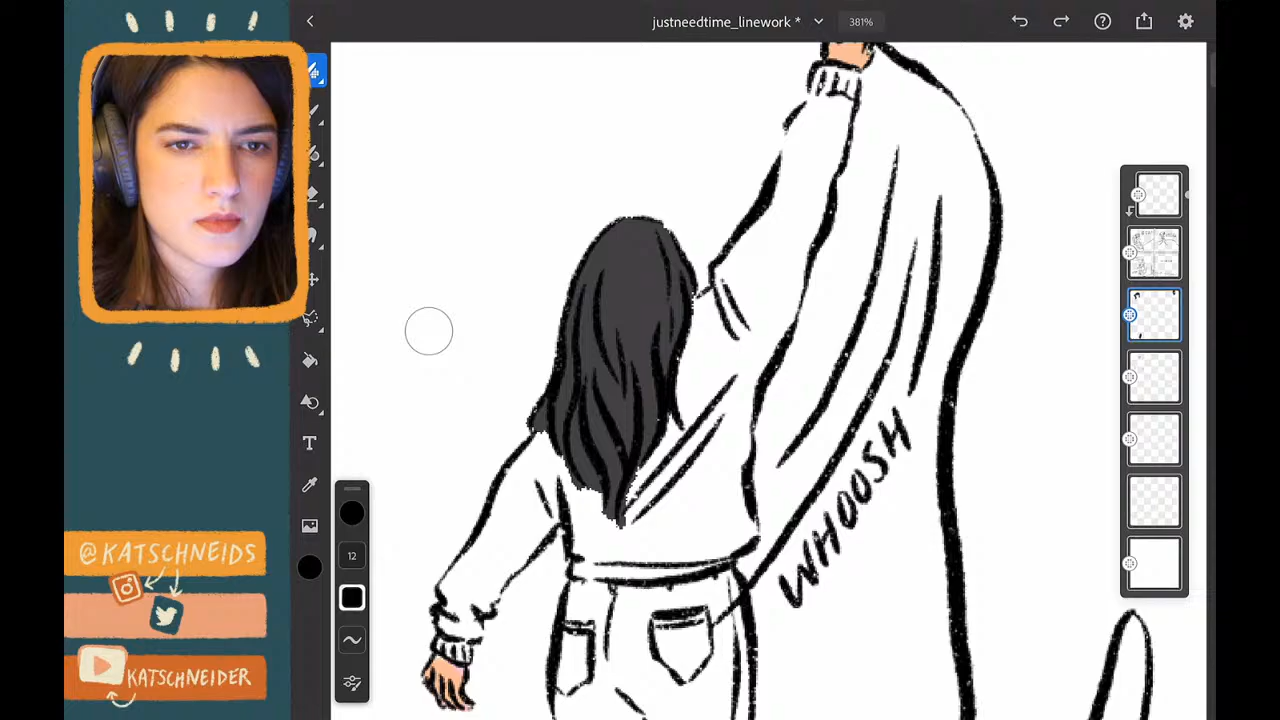 justneedtime_linework *
381%
WHOOSH
12
@KATSCHNEIDS
KATSCHNEIDER